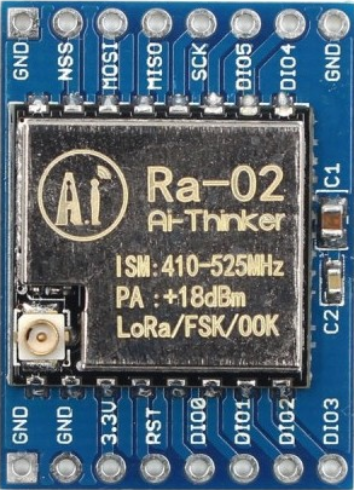 GND NSS MOSI MISO SCK DIO5 DIO4 GND
Ai
Ra-02
Ai-Thinker
ISM:410-525MHz
PA :+18dBm
LoRa/FSK/OOK
C1
C2
GND GND 3.3V RST DIO0 DIO1 DIO2 DIO3